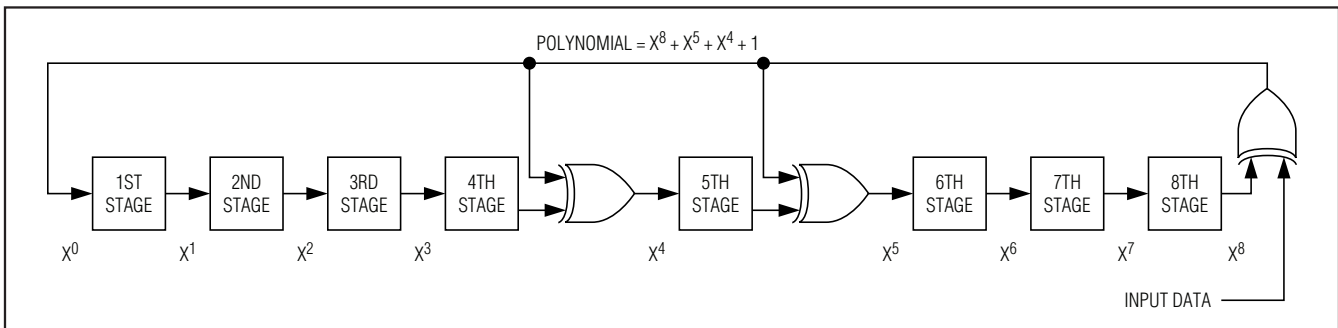 POLYNOMIAL = X⁸ + X⁵ + X⁴ + 1
1ST
STAGE
2ND
STAGE
3RD
STAGE
4TH
STAGE
5TH
STAGE
6TH
STAGE
7TH
STAGE
8TH
STAGE
X⁰
X¹
X²
X³
X⁴
X⁵
X⁶
X⁷
X⁸
INPUT DATA